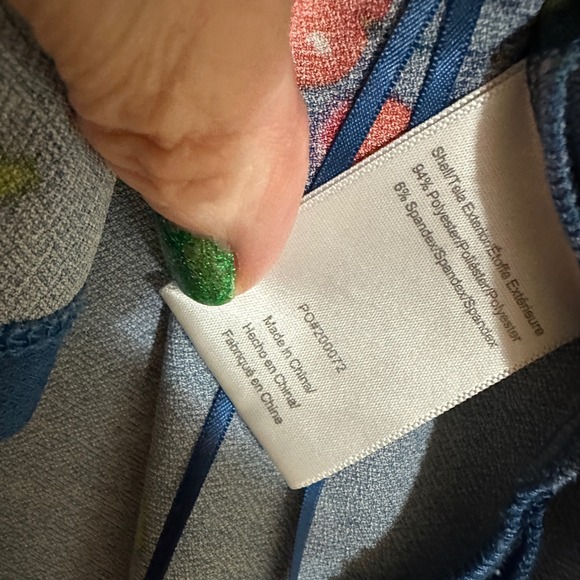 Shell/Tela Exterior/Étoffe Extérieure
94% Polyester/Poliéster/Polyester
6% Spandex/Spandex/Spandex
PO#200072
Made in China/
Hecho en China/
Fabriqué en Chine